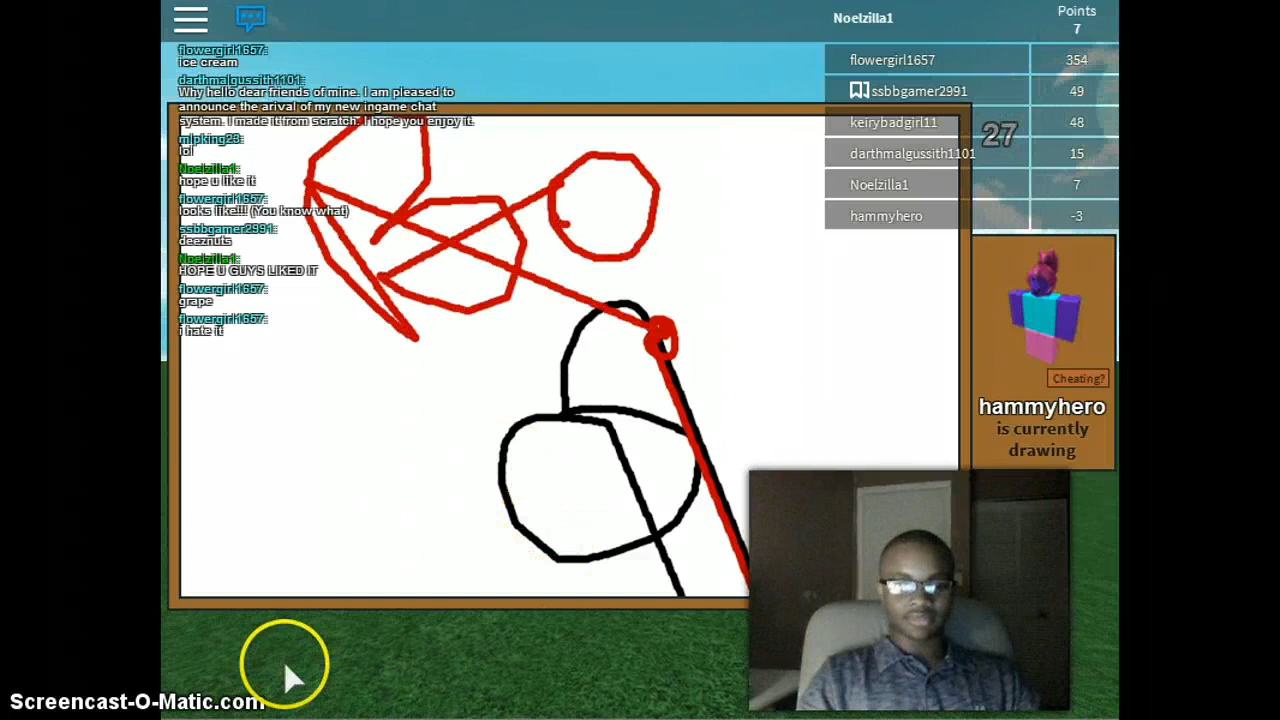 Noelzilla1
Points
7
flowergirl1657:
ice cream
darthmalgussith1101:
Why hello dear friends of mine. I am pleased to
announce the arival of my new ingame chat
system. I made it from scratch. I hope you enjoy it.
mlpking23:
lol
Noelzilla1:
hope u like it
flowergirl1657:
looks like!!! (You know what)
ssbbgamer2991:
deeznuts
Noelzilla1:
HOPE U GUYS LIKED IT
flowergirl1657:
grape
flowergirl1657:
i hate it
flowergirl1657 354
ssbbgamer2991 49
keirybadgirl11 48
darthmalgussith1101 15
Noelzilla1 7
hammyhero -3
27
Cheating?
hammyhero
is currently
drawing
Screencast-O-Matic.com